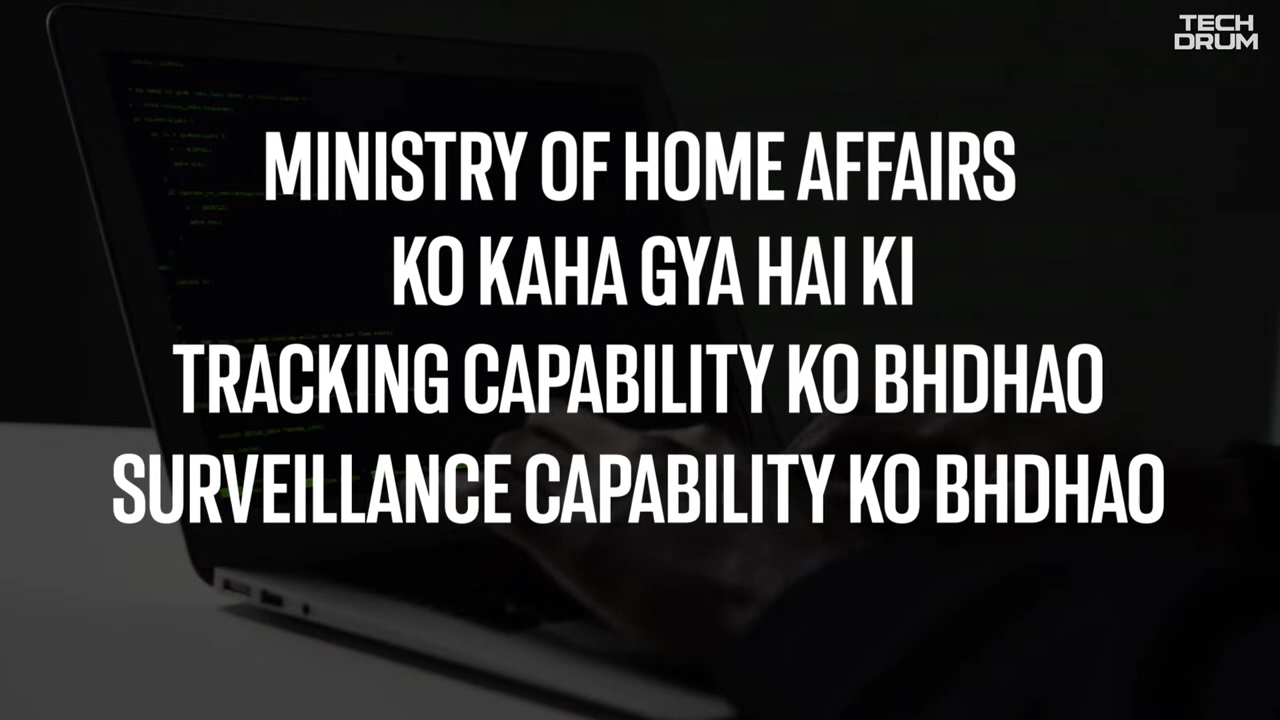 TECH
DRUM
MINISTRY OF HOME AFFAIRS
KO KAHA GYA HAI KI
TRACKING CAPABILITY KO BHDHAO
SURVEILLANCE CAPABILITY KO BHDHAO